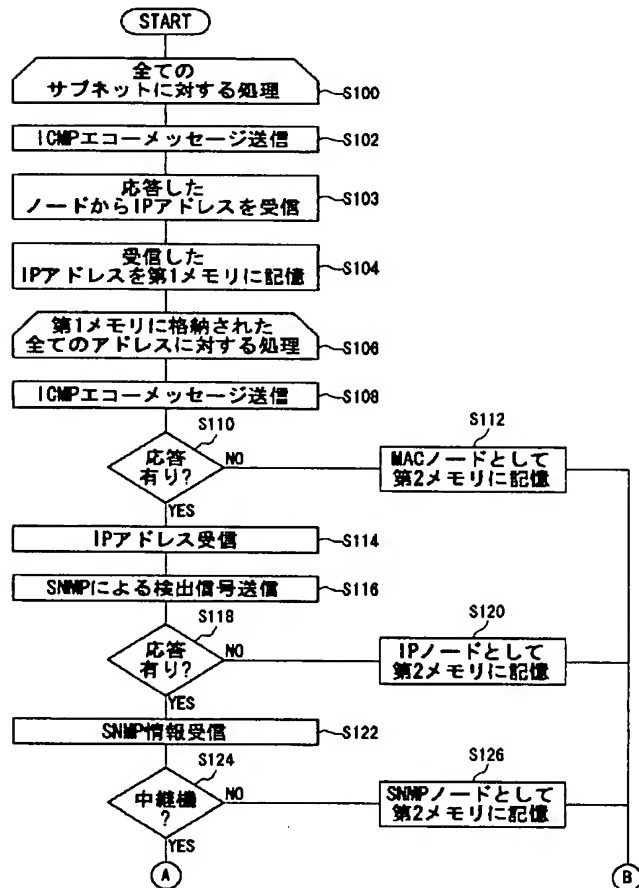 START
全ての
サブネットに対する処理
S100
ICMPエコーメッセージ送信
S102
応答した
ノードからIPアドレスを受信
S103
受信した
IPアドレスを第1メモリに記憶
S104
第1メモリに格納された
全てのアドレスに対する処理
S106
ICMPエコーメッセージ送信
S108
S110
応答
有り?
NO
YES
S112
MACノードとして
第2メモリに記憶
IPアドレス受信
S114
SNMPによる検出信号送信
S116
S118
応答
有り?
NO
YES
S120
IPノードとして
第2メモリに記憶
SNMP情報受信
S122
S124
中継機
?
NO
YES
S126
SNMPノードとして
第2メモリに記憶
A
B